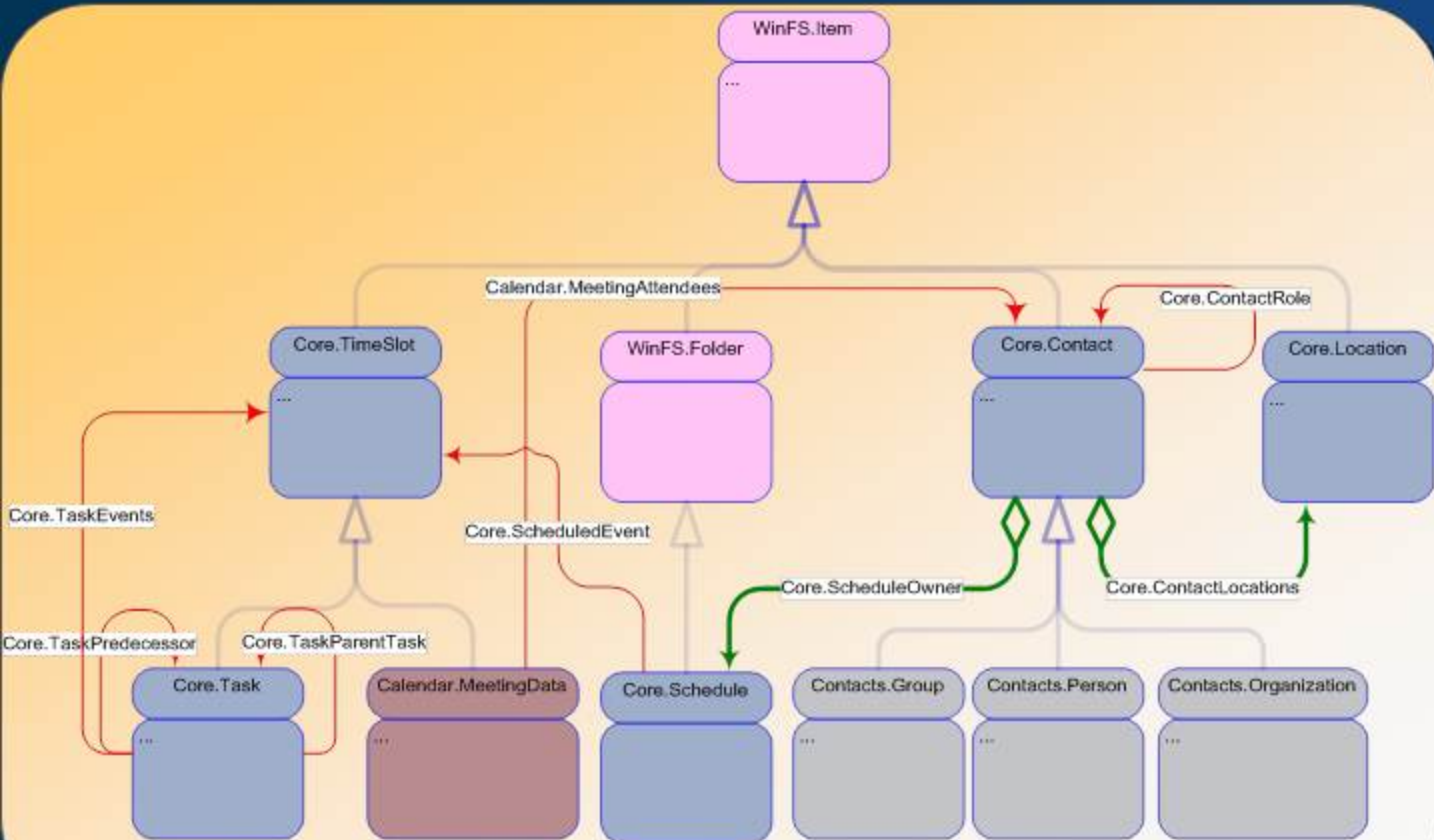 WinFS.Item
...
Calendar.MeetingAttendees
Core.ContactRole
Core.TimeSlot
WinFS.Folder
Core.Contact
Core.Location
...
...
...
Core.TaskEvents
Core.ScheduledEvent
Core.ScheduleOwner
Core.ContactLocations
Core.TaskPredecessor
Core.TaskParentTask
Core.Task
Calendar.MeetingData
Core.Schedule
Contacts.Group
Contacts.Person
Contacts.Organization
...
...
...
...
...